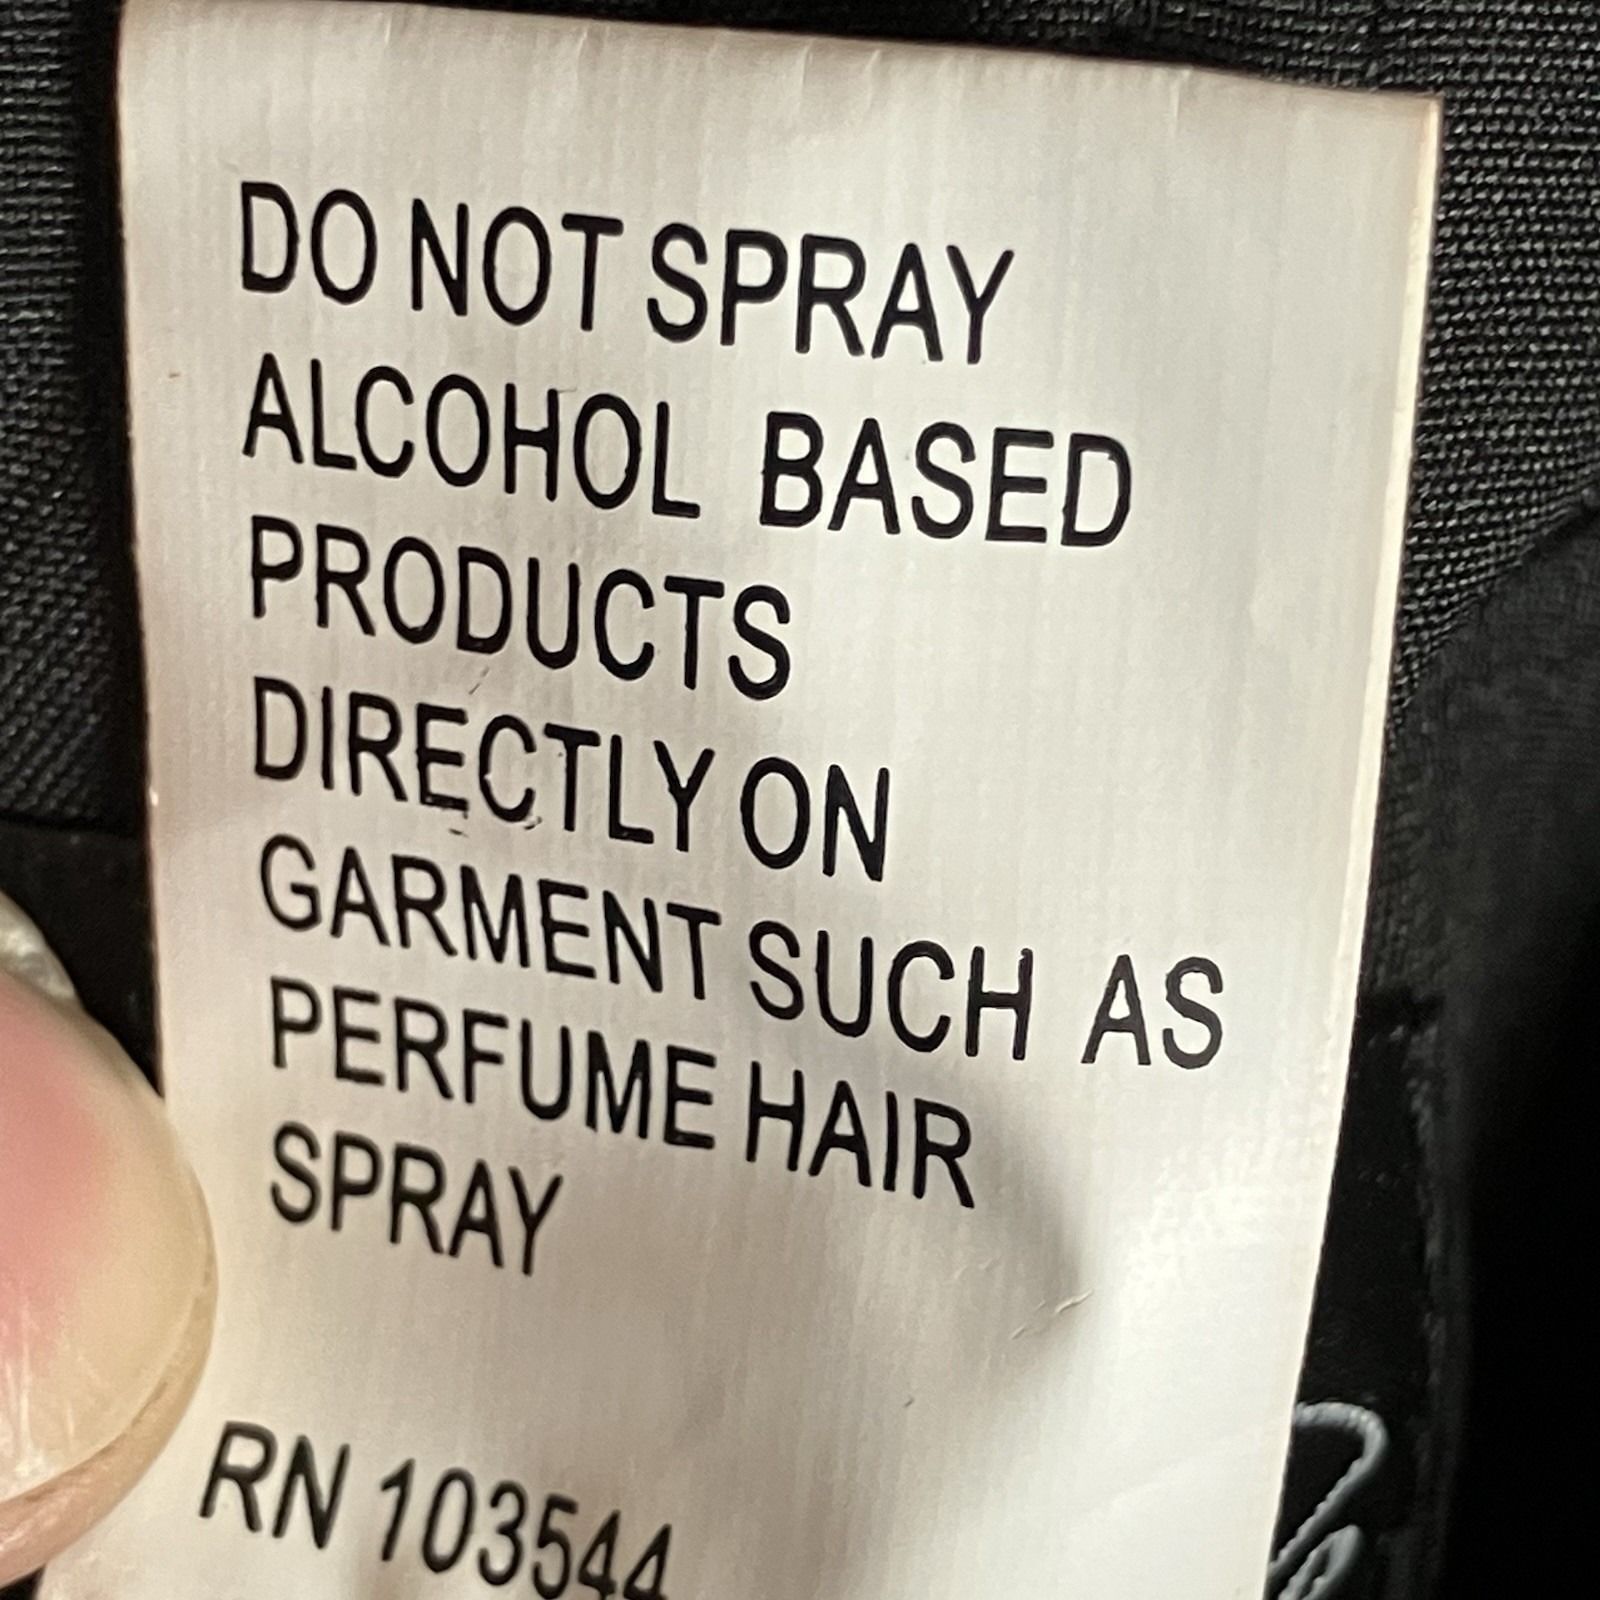 DO NOT SPRAY
ALCOHOL BASED
PRODUCTS
DIRECTLY ON
GARMENT SUCH AS
PERFUME HAIR
SPRAY
RN 103544